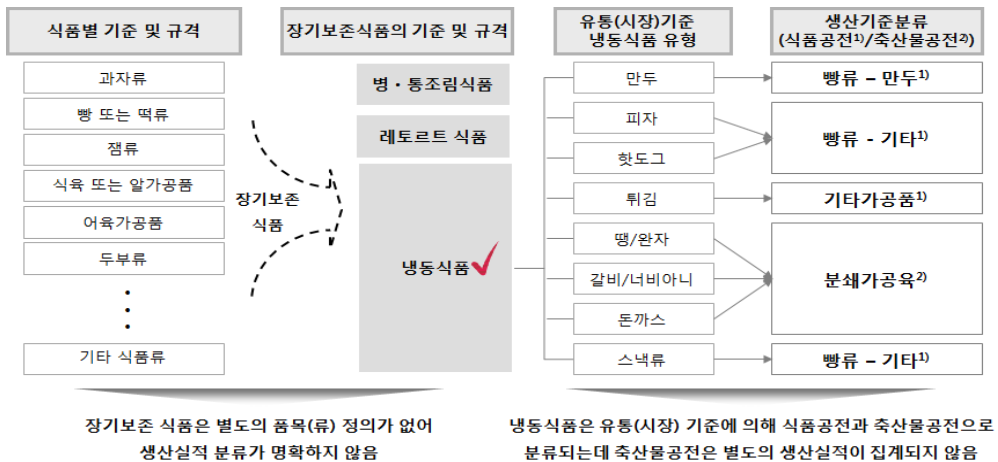 식품별 기준 및 규격
장기보존식품의 기준 및 규격
유통(시장)기준
냉동식품 유형
생산기준분류
(식품공전1)/축산물공전2))
과자류
빵 또는 떡류
잼류
식육 또는 알가공품
어육가공품
두부류
기타 식품류
장기보존
식품
병・통조림식품
레토르트 식품
냉동식품
만두
피자
핫도그
튀김
땡/완자
갈비/너비아니
돈까스
스낵류
빵류 – 만두1)
빵류 - 기타1)
기타가공품1)
분쇄가공육2)
빵류 – 기타1)
장기보존 식품은 별도의 품목(류) 정의가 없어
생산실적 분류가 명확하지 않음
냉동식품은 유통(시장) 기준에 의해 식품공전과 축산물공전으로
분류되는데 축산물공전은 별도의 생산실적이 집계되지 않음